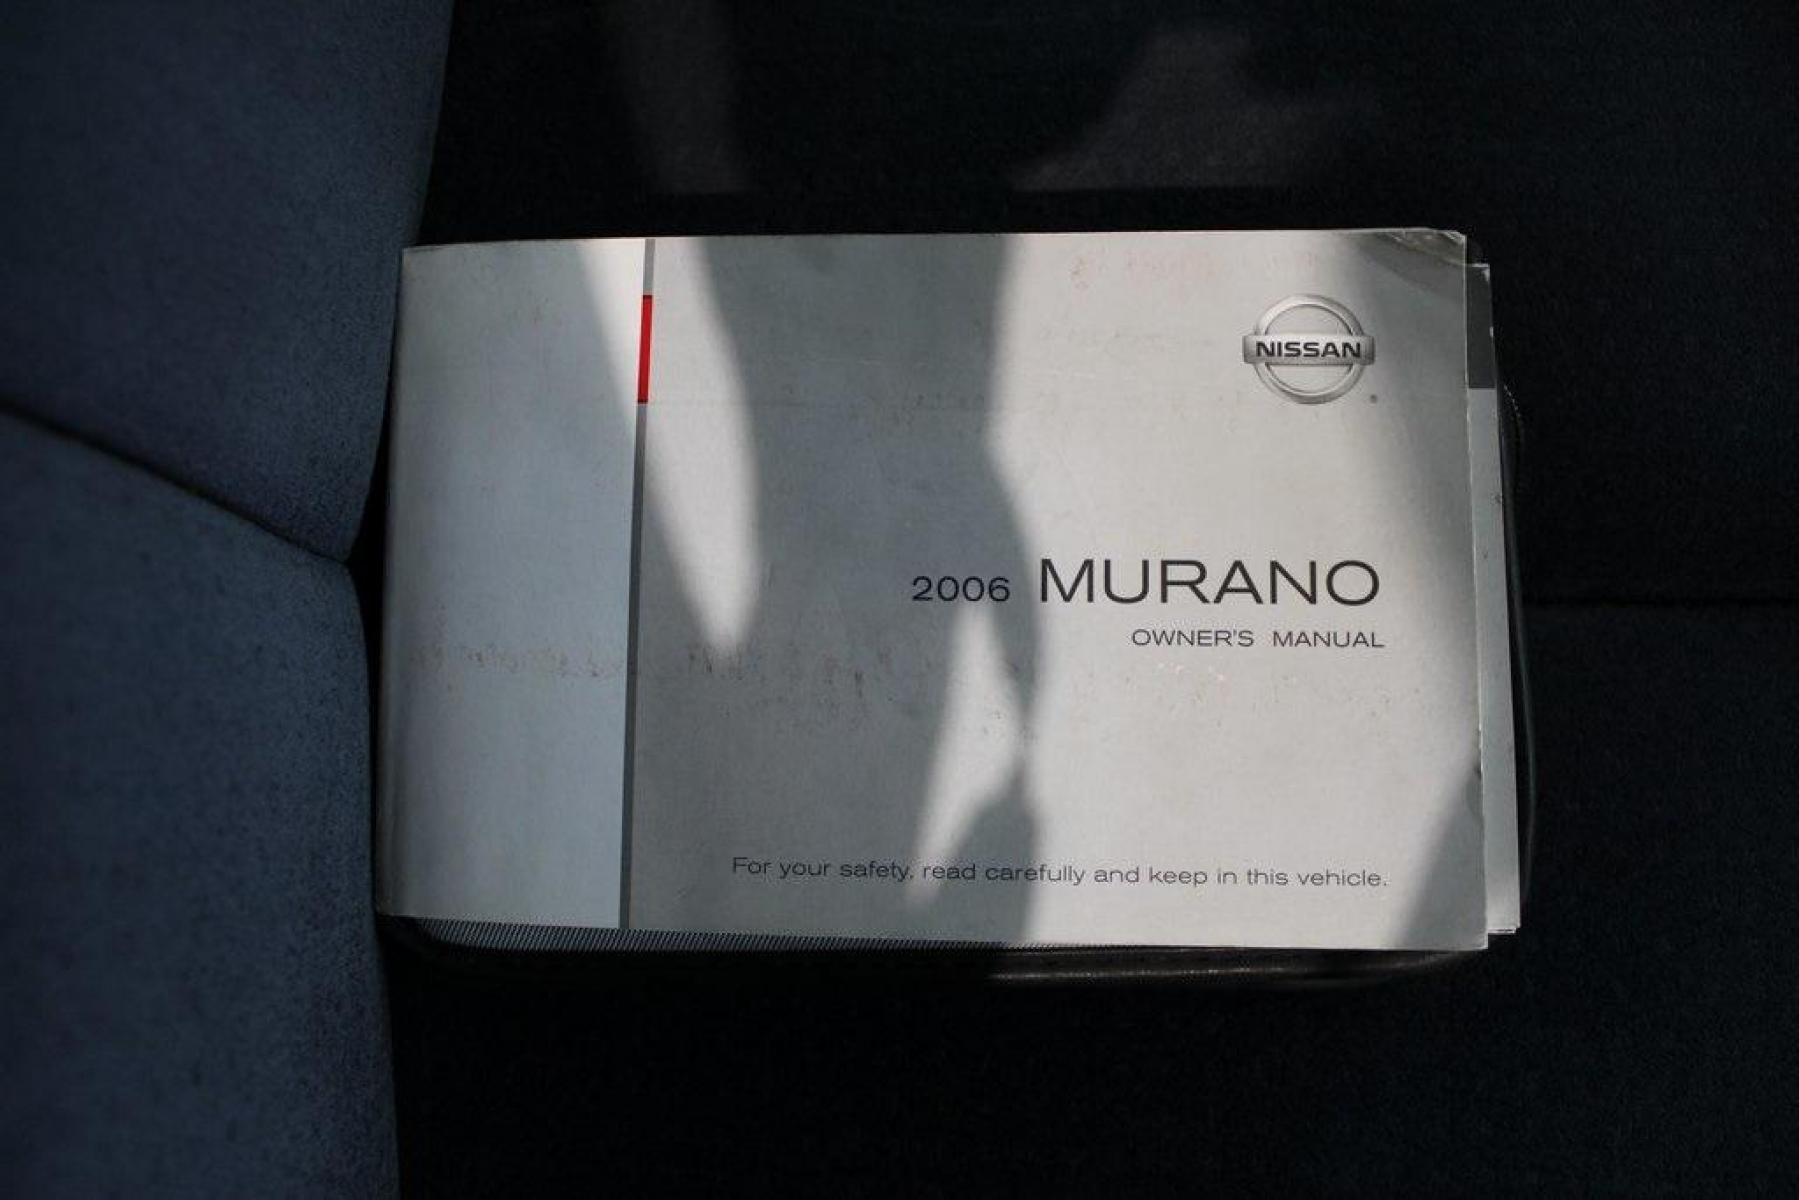 NISSAN
2006 MURANO
OWNER'S MANUAL
For your safety, read carefully and keep in this vehicle.